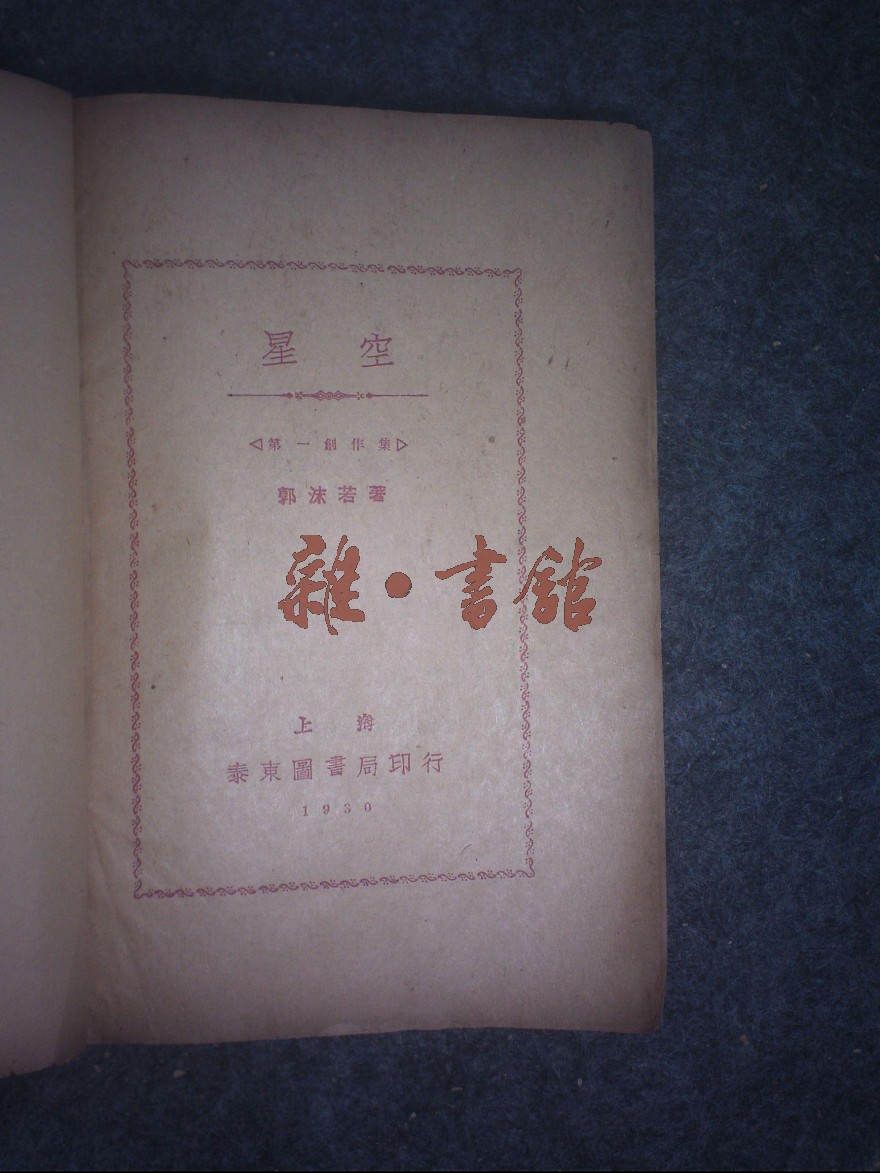 星空
◁第一創作集▷
郭沫若著
雜·書館
上海
泰東圖書局印行
1930